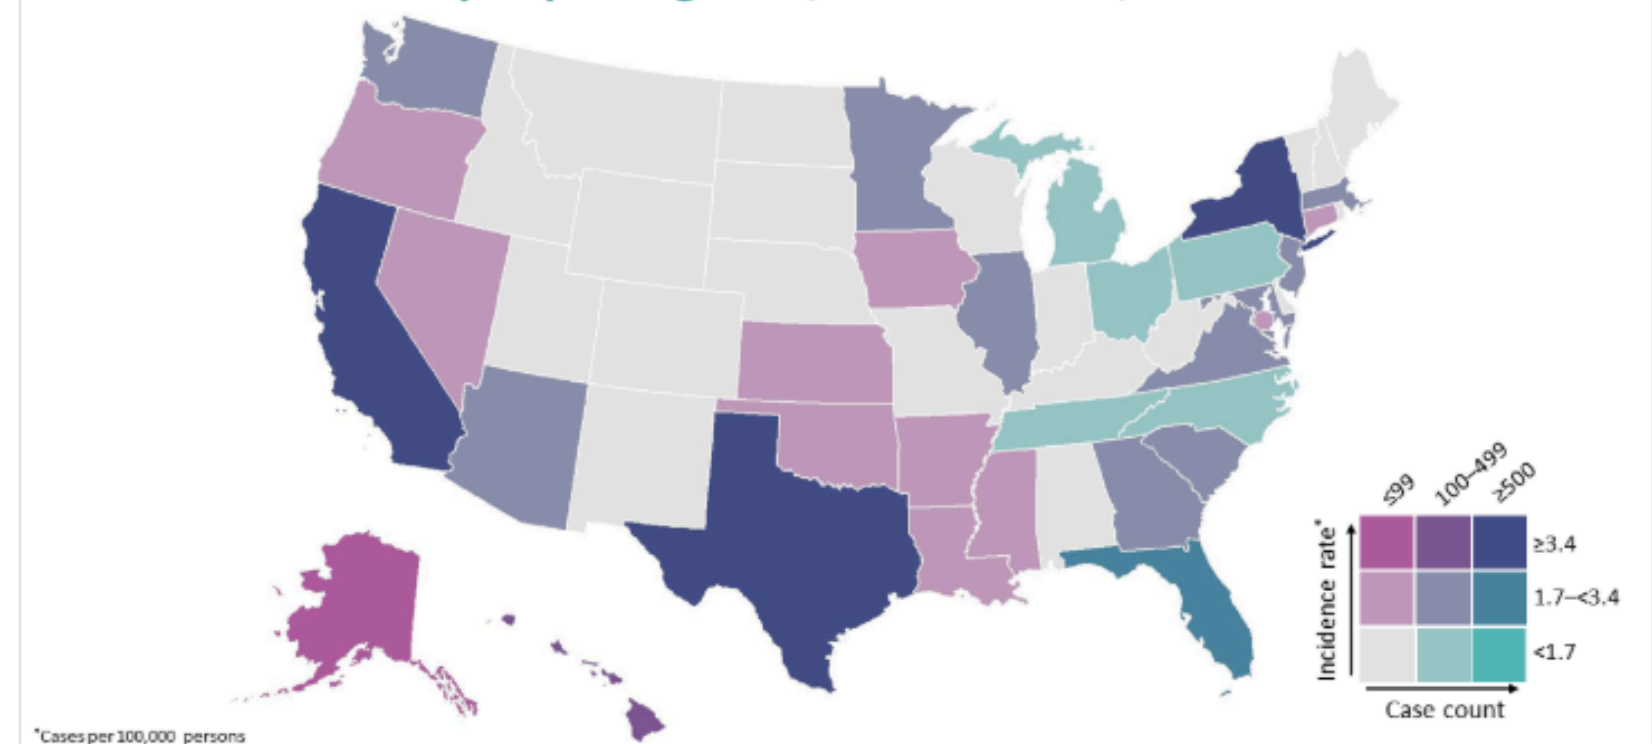 ≤99 100–499 ≥500
≥3.4
1.7–<3.4
<1.7
Incidence rate*
Case count
*Cases per 100,000 persons